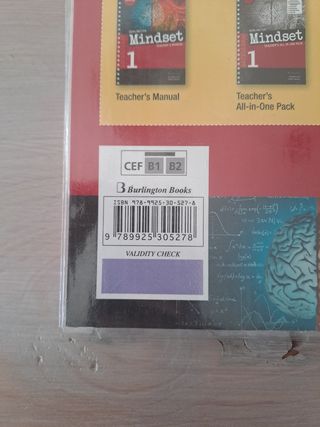 Mindset
1
Teacher's Manual
Mindset
1
Teacher's
All-in-One Pack
CEF B1 B2
Burlington Books
ISBN 978-9925-30-527-8
9 789925 305278
VALIDITY CHECK